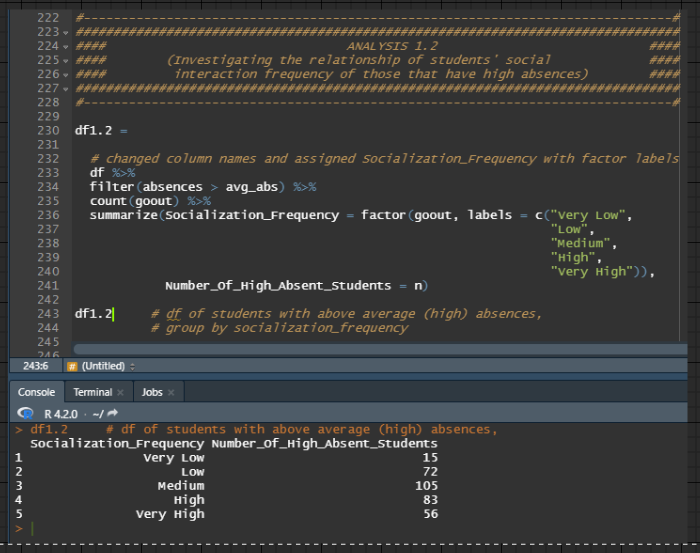 222 #----------------------------------------------------------------------------#
223 ##############################################################################
224 #### ANALYSIS 1.2 ####
225 #### (Investigating the relationship of students' social ####
226 #### interaction frequency of those that have high absences) ####
227 ##############################################################################
228 #----------------------------------------------------------------------------#
229
230 df1.2 =
231
232 # changed column names and assigned Socialization_Frequency with factor labels
233 df %>%
234 filter(absences > avg_abs) %>%
235 count(goout) %>%
236 summarize(Socialization_Frequency = factor(goout, labels = c("Very Low",
237 "Low",
238 "Medium",
239 "High",
240 "Very High")),
241 Number_Of_High_Absent_Students = n)
242
243 df1.2 # df of students with above average (high) absences,
244 # group by socialization_frequency
245
246
243:6 # (Untitled)
Console Terminal Jobs
R 4.2.0 · ~/
> df1.2 # df of students with above average (high) absences,
Socialization_Frequency Number_Of_High_Absent_Students
1 Very Low 15
2 Low 72
3 Medium 105
4 High 83
5 Very High 56
>